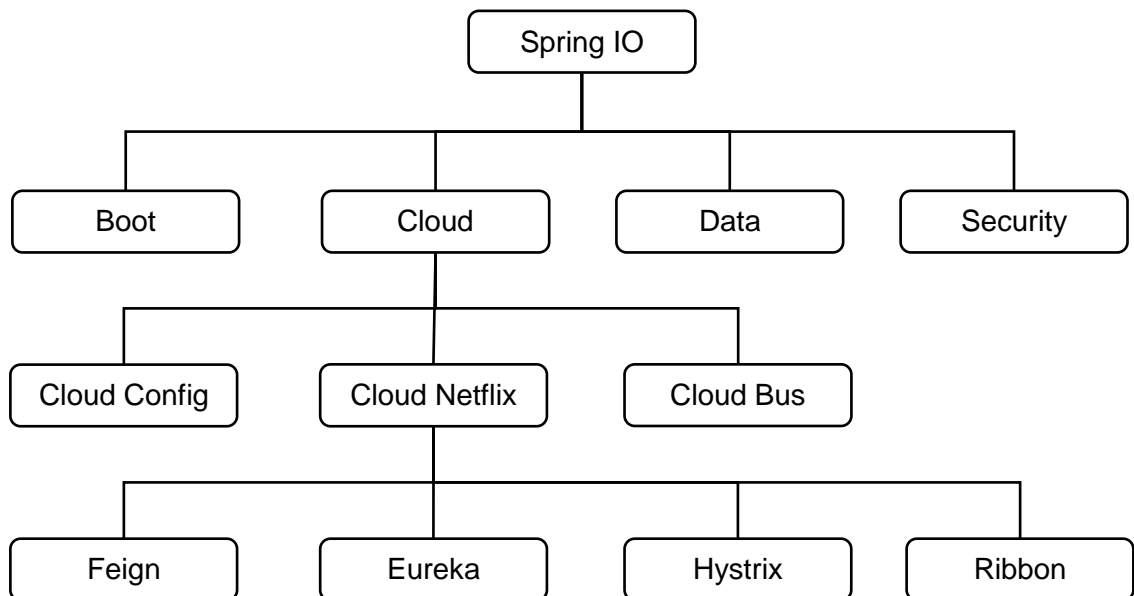 Spring IO
Boot
Cloud
Data
Security
Cloud Config
Cloud Netflix
Cloud Bus
Feign
Eureka
Hystrix
Ribbon